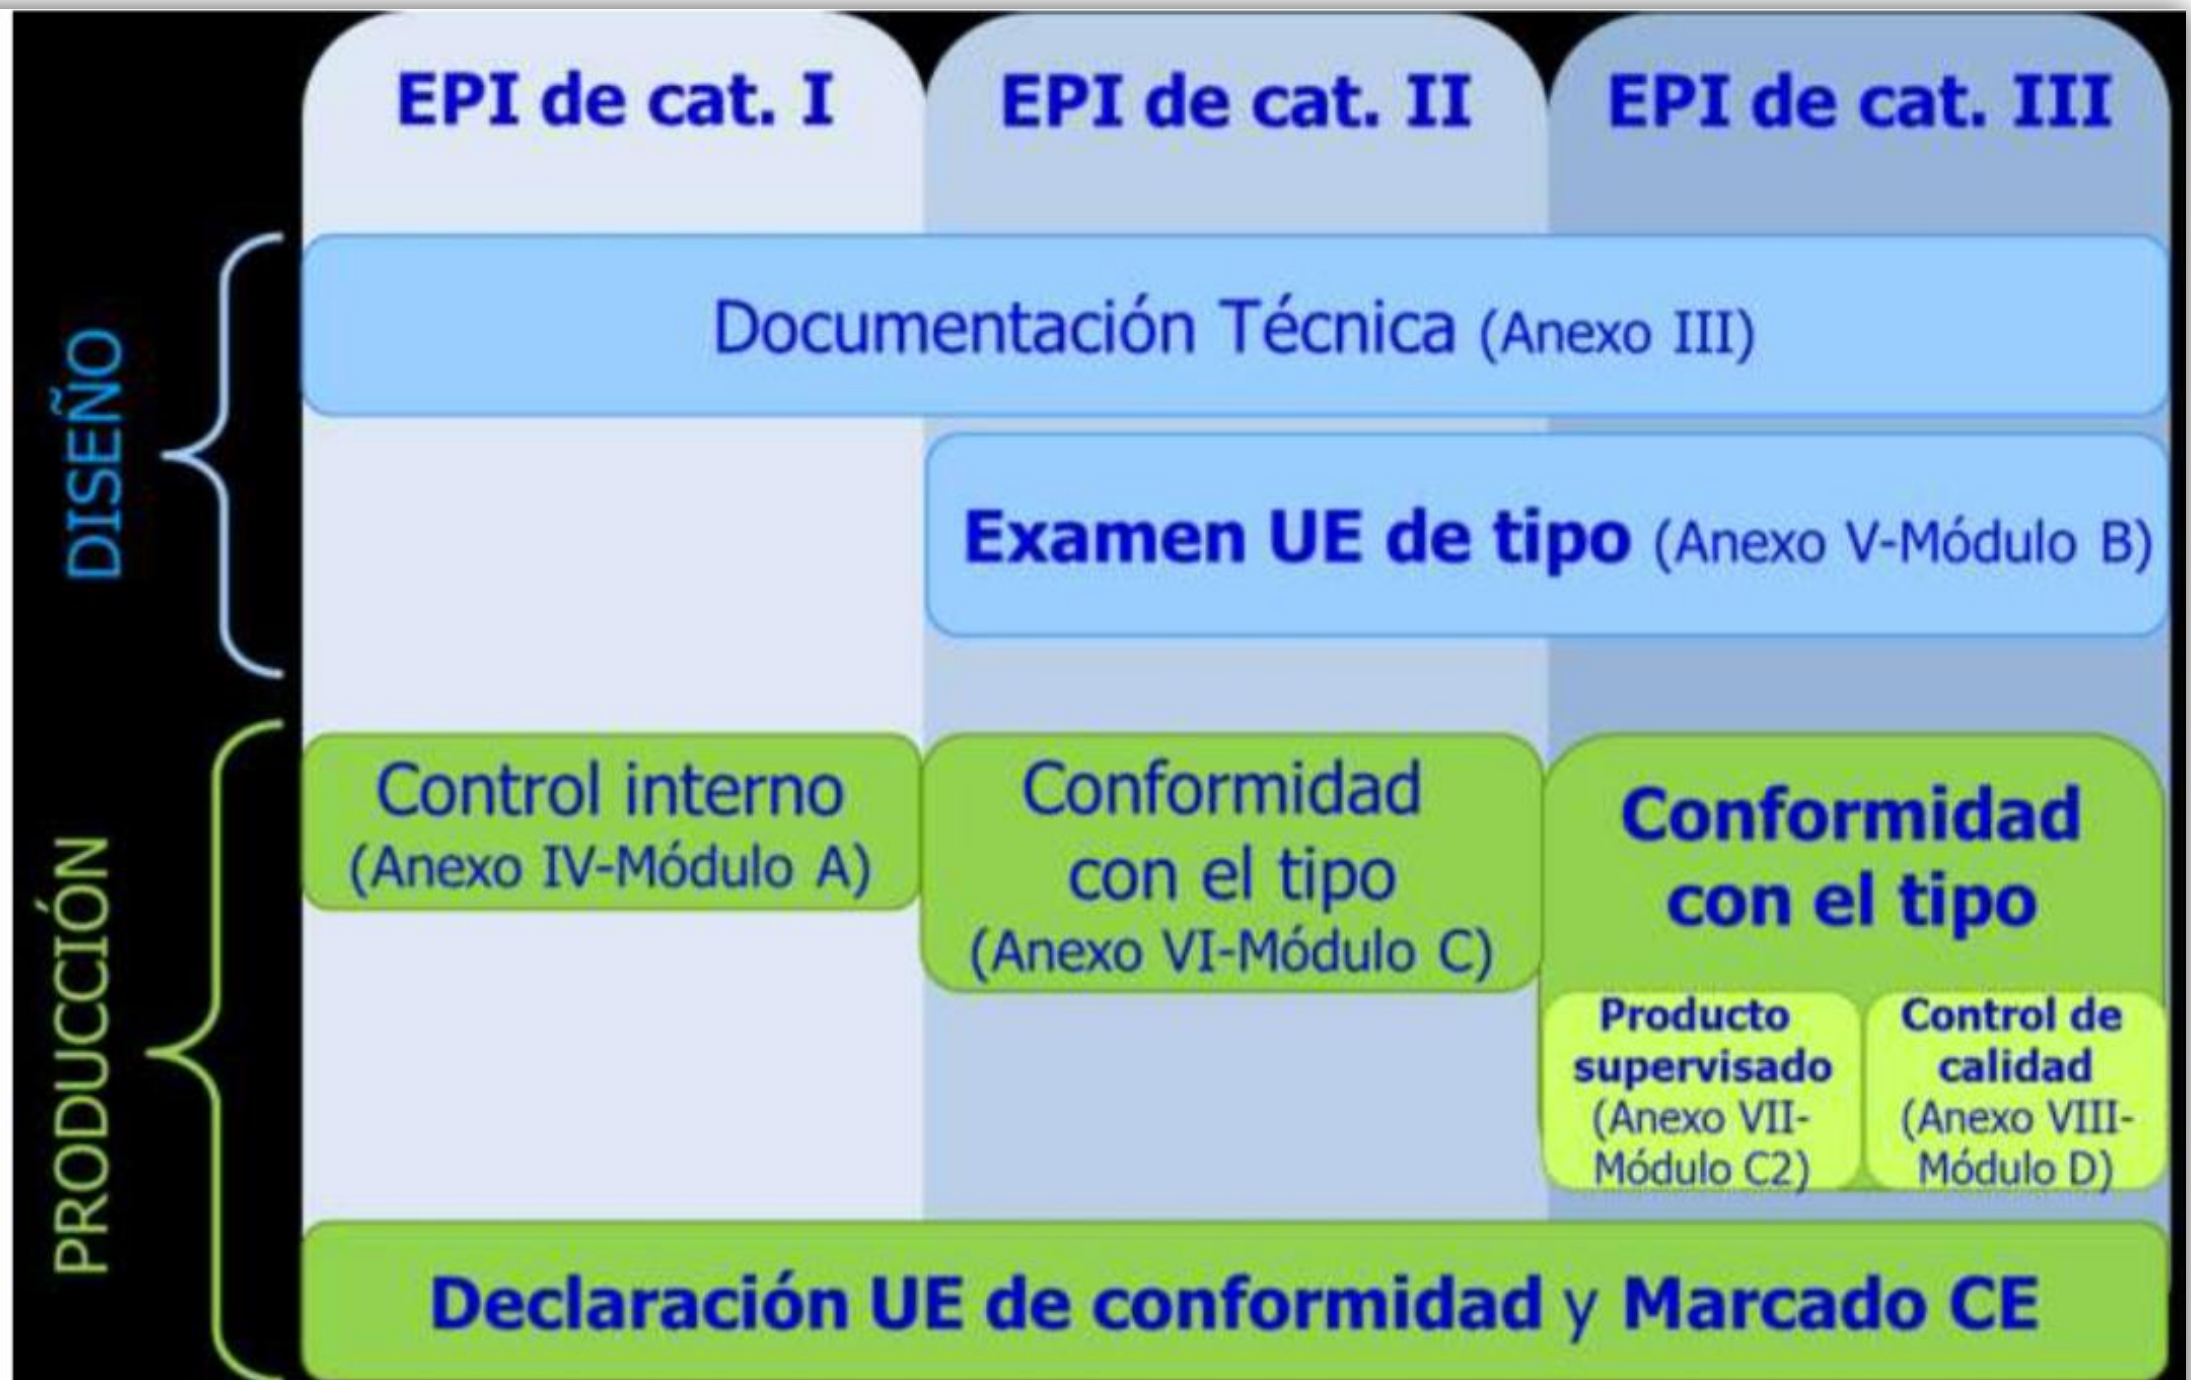 EPI de cat. I
EPI de cat. II
EPI de cat. III
DISEÑO
Documentación Técnica (Anexo III)
Examen UE de tipo (Anexo V-Módulo B)
PRODUCCIÓN
Control interno
(Anexo IV-Módulo A)
Conformidad
con el tipo
(Anexo VI-Módulo C)
Conformidad
con el tipo
Producto
supervisado
(Anexo VII-
Módulo C2)
Control de
calidad
(Anexo VIII-
Módulo D)
Declaración UE de conformidad y Marcado CE